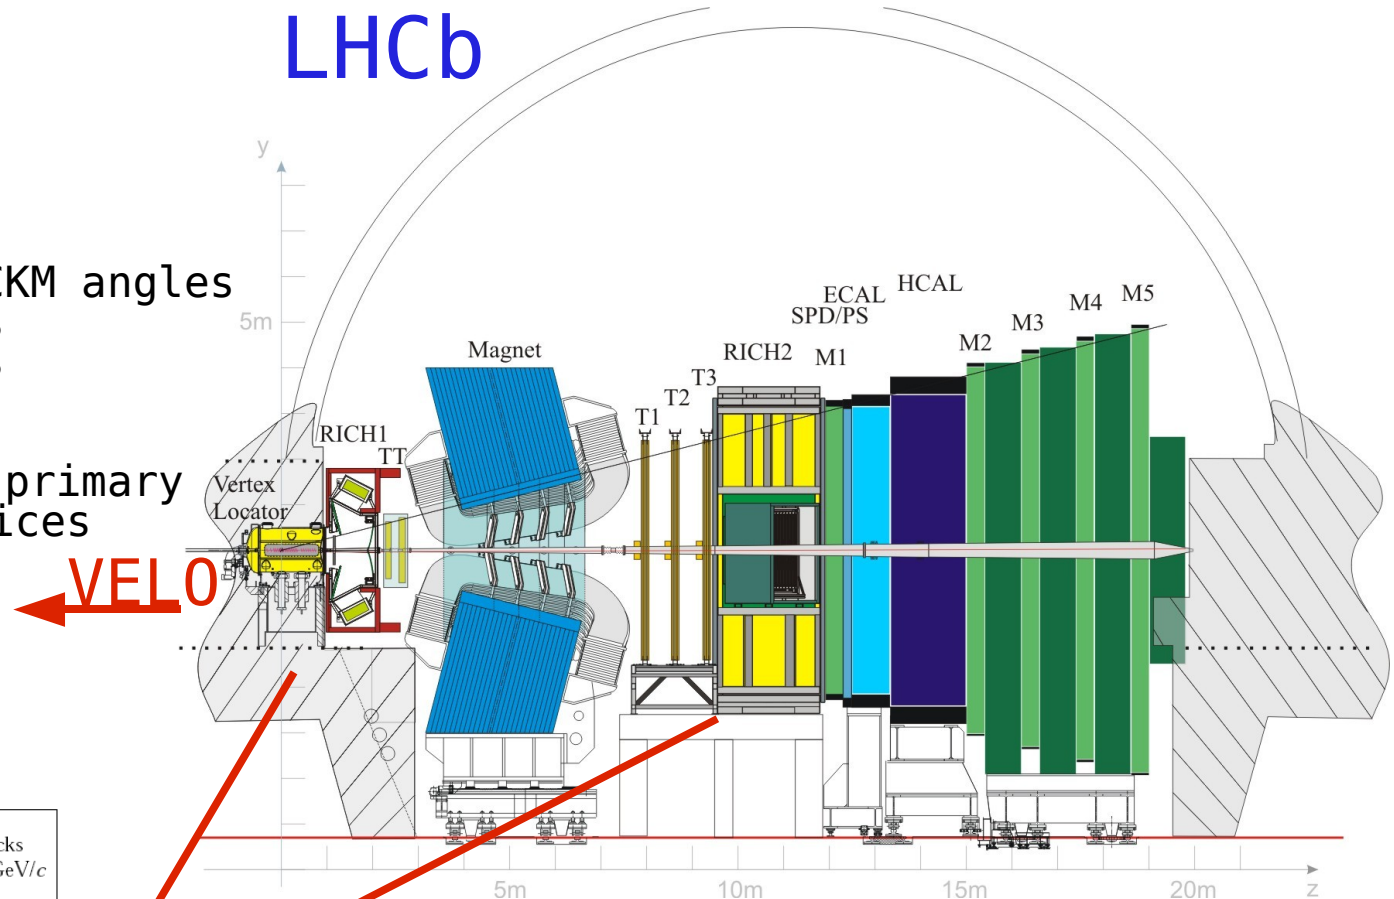 LHCb
y
CKM angles
5m
HCAL
ECAL
SPD/PS
M5
M4
M3
M2
Magnet
RICH2
M1
T3
T2
T1
RICH1
TT
primary
Vertex
Locator
VELO
GeV/c
5m
10m
15m
20m
z